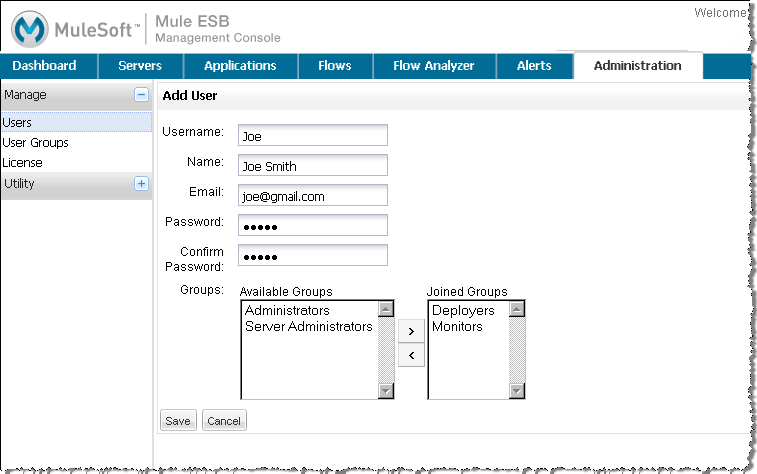 Welcome
MuleSoft™ Mule ESB
Management Console
Dashboard Servers Applications Flows Flow Analyzer Alerts Administration
Manage
Users
User Groups
License
Utility
Add User
Username: Joe
Name: Joe Smith
Email: joe@gmail.com
Password: •••••
Confirm
Password: •••••
Groups: Available Groups Joined Groups
Administrators Deployers
Server Administrators Monitors
>
<
Save Cancel